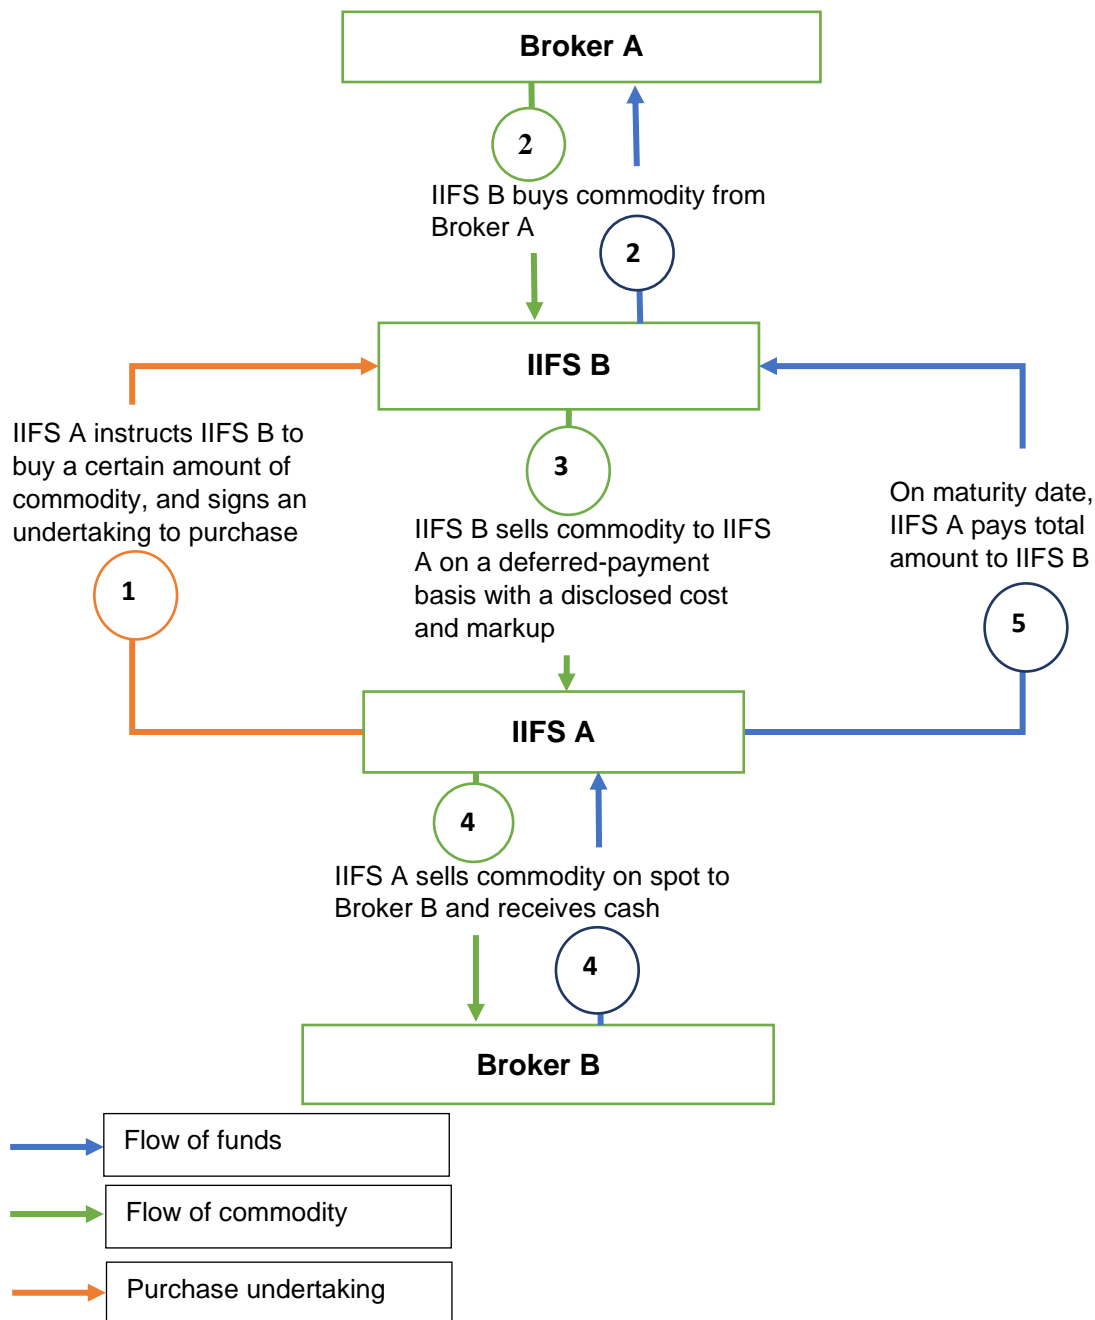 Broker A
2
IIFS B buys commodity from
Broker A
2
IIFS B
IIFS A instructs IIFS B to
buy a certain amount of
commodity, and signs an
undertaking to purchase
1
3
IIFS B sells commodity to IIFS
A on a deferred-payment
basis with a disclosed cost
and markup
On maturity date,
IIFS A pays total
amount to IIFS B
5
IIFS A
4
IIFS A sells commodity on spot to
Broker B and receives cash
4
Broker B
Flow of funds
Flow of commodity
Purchase undertaking